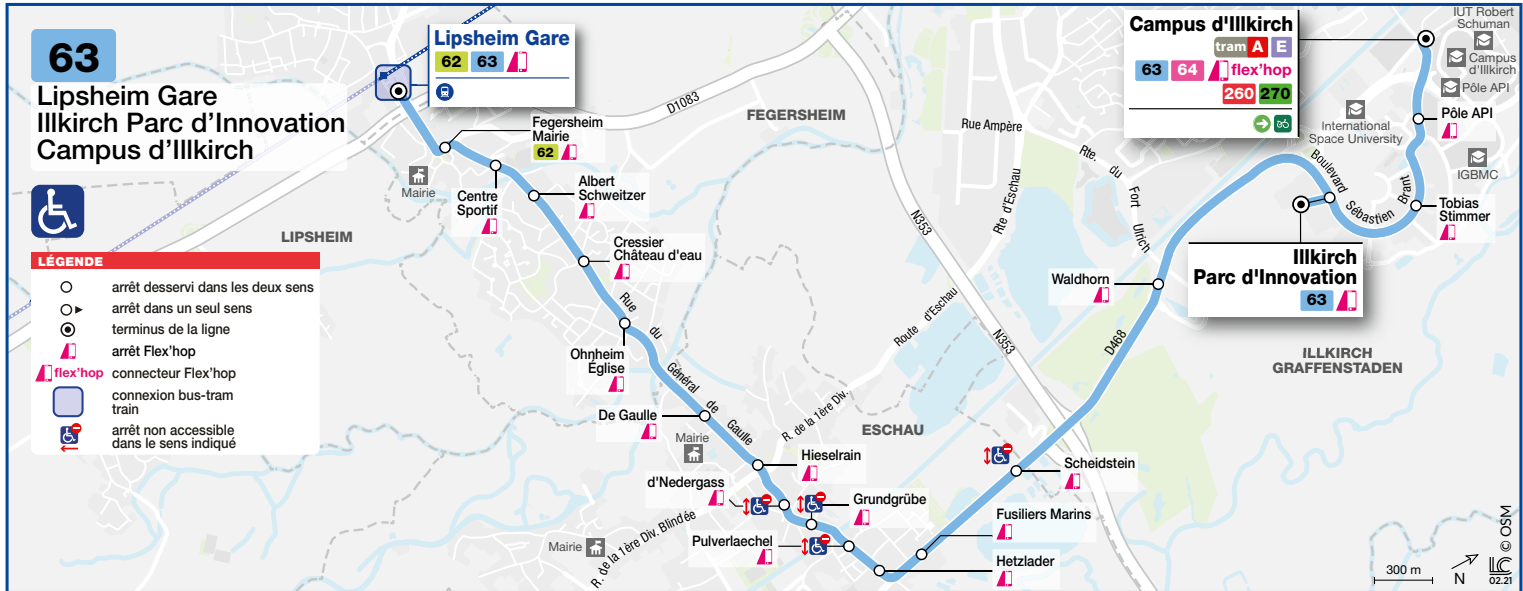 63
Lipsheim Gare
Illkirch Parc d’Innovation
Campus d’Illkirch
LÉGENDE
arrêt desservi dans les deux sens
arrêt dans un seul sens
terminus de la ligne
arrêt Flex'hop
flex'hop connecteur Flex'hop
connexion bus-tram
train
arrêt non accessible
dans le sens indiqué
Lipsheim Gare
62 63
D1083
FEGERSHEIM
LIPSHEIM
Mairie
Fegersheim
Mairie
62
Centre
Sportif
Albert
Schweitzer
Cressier
Château d'eau
Rue du Général de Gaulle
Ohnheim
Église
De Gaulle
Mairie
Hieselrain
d'Nedergass
Grundgrübe
Pulverlaechel
Mairie
R. de la 1ère Div. Blindée
R. de la 1ère Div.
Route d'Eschau
ESCHAU
Hetzlader
Fusiliers Marins
Scheidstein
N353
N353
Rue Ampère
Rte d'Eschau
Rte. du Fort Ulrich
Waldhorn
D468
ILLKIRCH
GRAFFENSTADEN
Illkirch
Parc d'Innovation
63
Boulevard Sébastien Brant
Tobias
Stimmer
IGBMC
Pôle API
Pôle API
Campus
d'Illkirch
IUT Robert
Schuman
International
Space University
Campus d'Illkirch
tram A E
63 64 flex'hop
260 270
300 m
N
© OSM
02.21